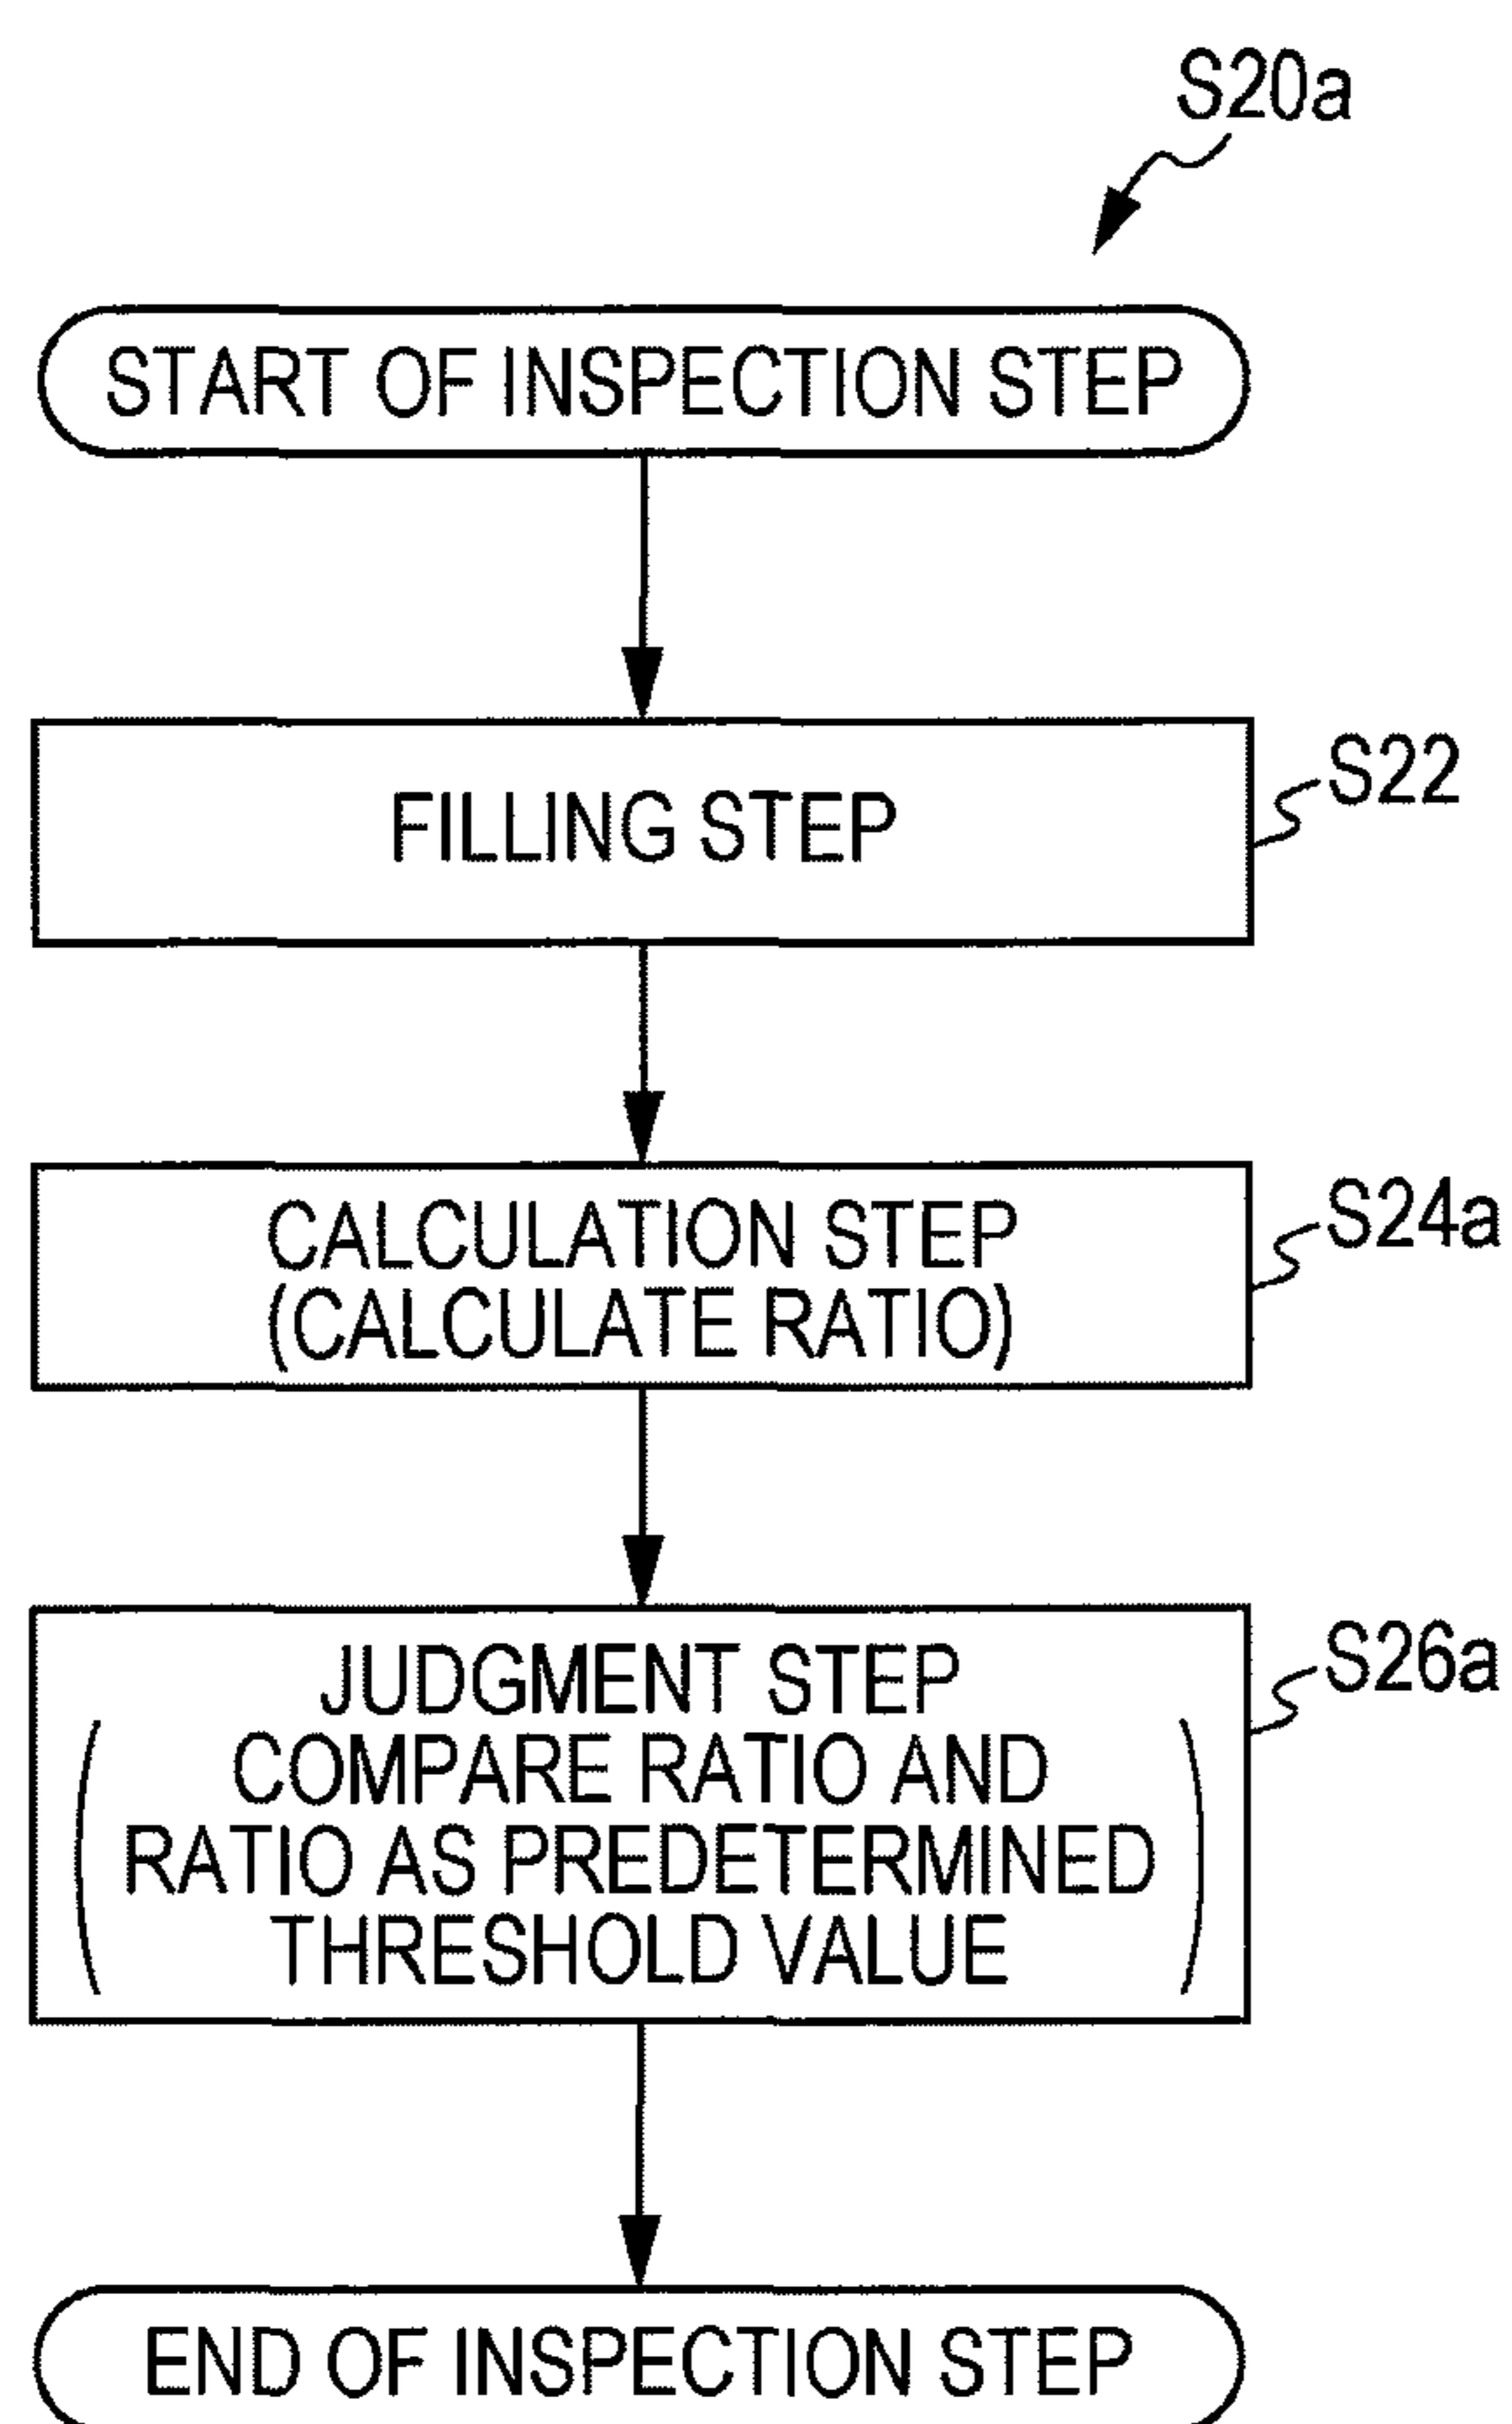 S20a
START OF INSPECTION STEP
FILLING STEP
S22
CALCULATION STEP
(CALCULATE RATIO)
S24a
JUDGMENT STEP
(COMPARE RATIO AND
RATIO AS PREDETERMINED
THRESHOLD VALUE)
S26a
END OF INSPECTION STEP